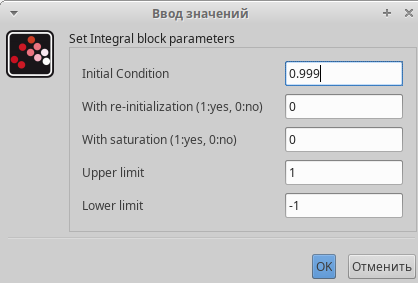 Ввод значений
Set Integral block parameters
Initial Condition 0.999
With re-initialization (1:yes, 0:no) 0
With saturation (1:yes, 0:no) 0
Upper limit 1
Lower limit -1
OK Отменить